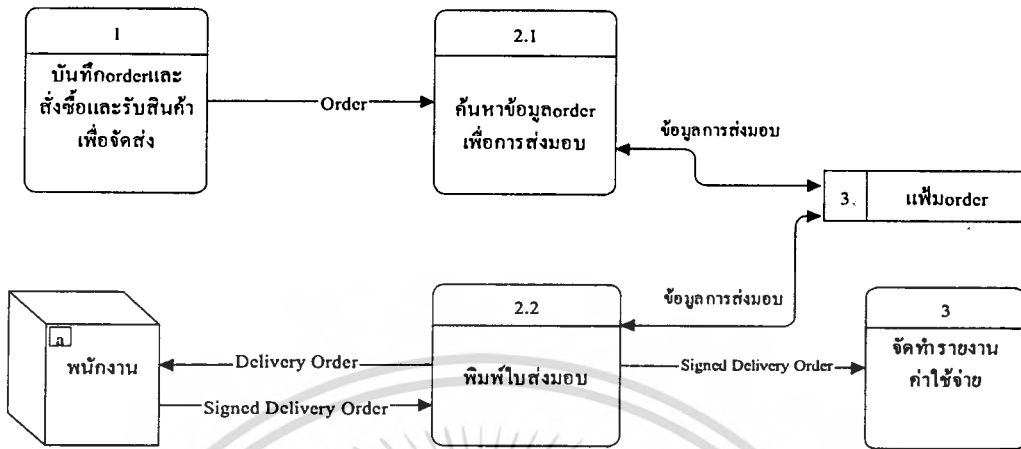 1
บันทึกorderและ
สั่งซื้อและรับสินค้า
เพื่อจัดส่ง
Order
2.1
ค้นหาข้อมูลorder
เพื่อการส่งมอบ
ข้อมูลการส่งมอบ
3.
แฟ้มorder
a
พนักงาน
Delivery Order
Signed Delivery Order
2.2
พิมพ์ใบส่งมอบ
ข้อมูลการส่งมอบ
Signed Delivery Order
3
จัดทำรายงาน
ค่าใช้จ่าย